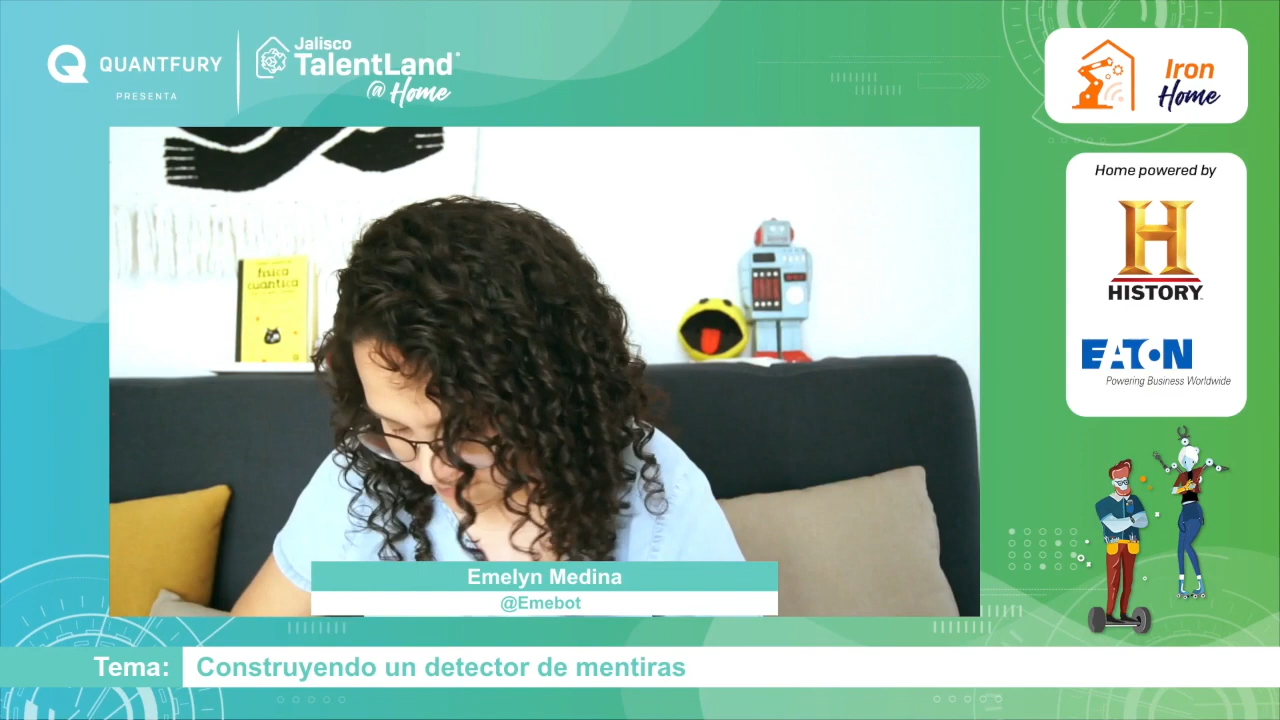 QUANTFURY
PRESENTA
Jalisco
TalentLand
@Home
Iron
Home
Home powered by
HISTORY
EATON
Powering Business Worldwide
física
cuántica
Emelyn Medina
@Emebot
Tema: Construyendo un detector de mentiras